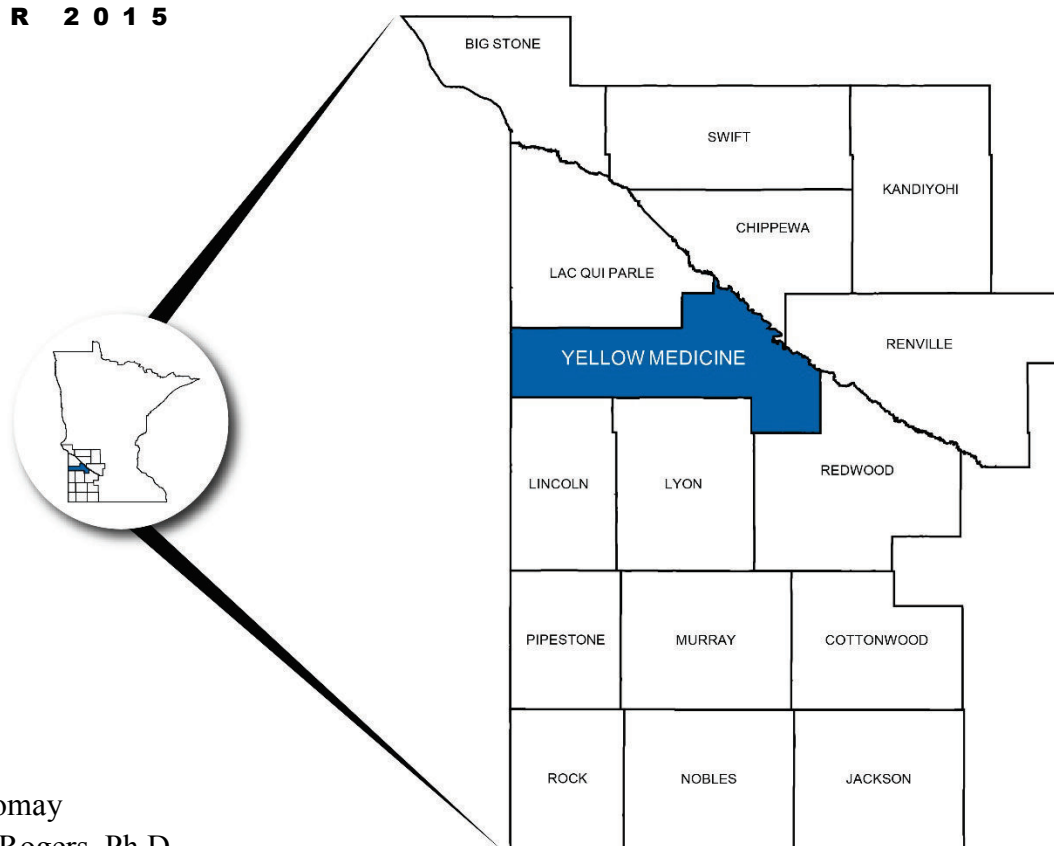 R 2015
BIG STONE
SWIFT
KANDIYOHI
CHIPPEWA
LAC QUI PARLE
RENVILLE
YELLOW MEDICINE
REDWOOD
LINCOLN
LYON
PIPESTONE
MURRAY
COTTONWOOD
ROCK
NOBLES
JACKSON
omay
Rogers, Ph.D.